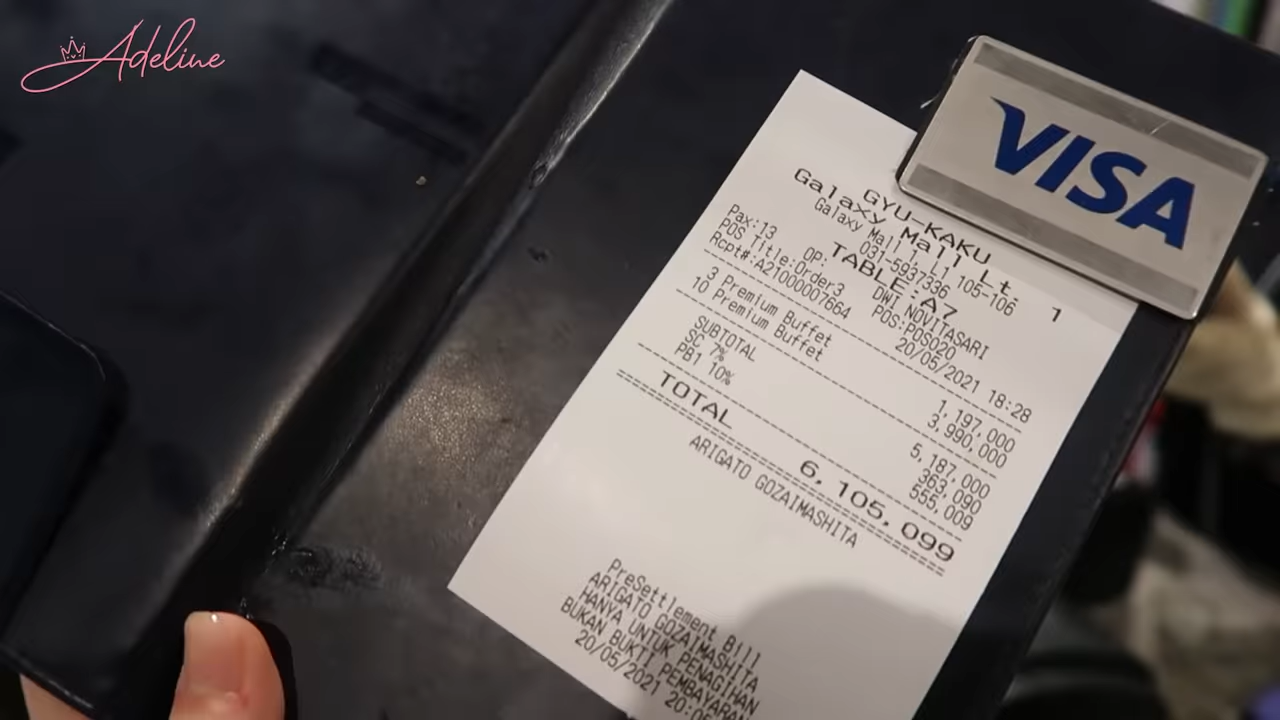 Adeline
VISA
GYU-KAKU
Galaxy Mall Lt. 1
Galaxy Mall 1, L1 105-106
031-5937336
TABLE:A7
Pax:13 OP: DWI NOVITASARI
POS Title:Order3 POS:POS020
Rcpt#:A21000007664 20/05/2021 18:28
3 Premium Buffet 1,197,000
10 Premium Buffet 3,990,000
SUBTOTAL 5,187,000
SC 7% 363,090
PB1 10% 555,009
TOTAL 6,105,099
ARIGATO GOZAIMASHITA
PreSettlement Bill
ARIGATO GOZAIMASHITA
HANYA UNTUK PENAGIHAN
BUKAN BUKTI PEMBAYARAN
20/05/2021 20:05